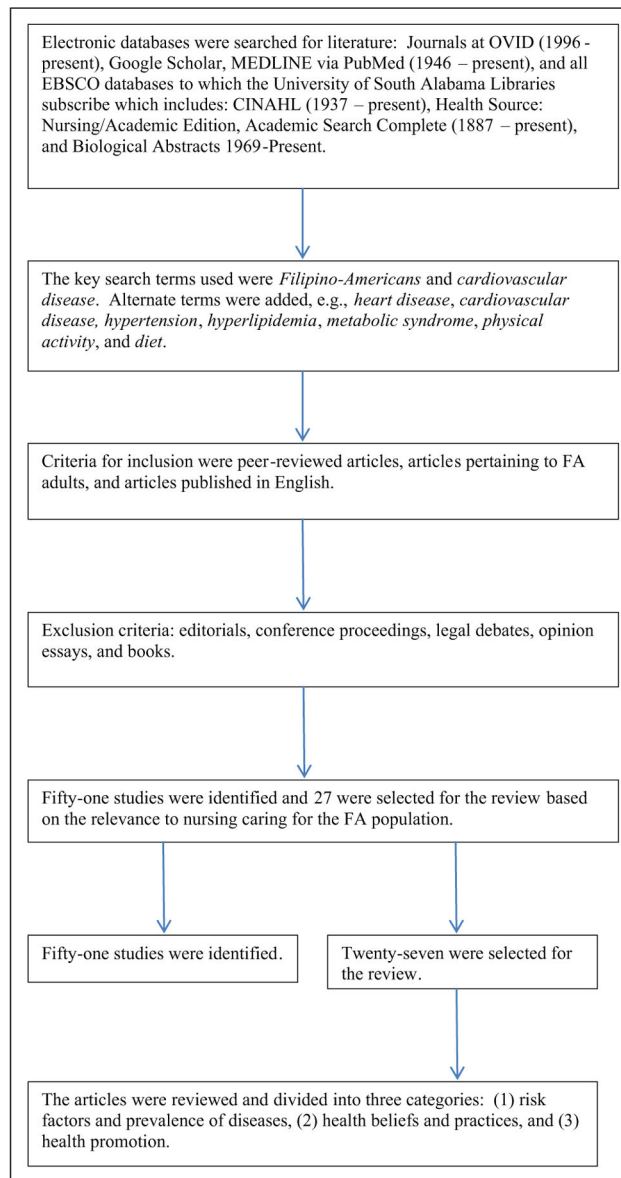 Electronic databases were searched for literature:  Journals at OVID (1996 -
present), Google Scholar, MEDLINE via PubMed (1946 – present), and all
EBSCO databases to which the University of South Alabama Libraries
subscribe which includes: CINAHL (1937 – present), Health Source:
Nursing/Academic Edition, Academic Search Complete (1887 – present),
and Biological Abstracts 1969-Present.
The key search terms used were Filipino-Americans and cardiovascular
disease.  Alternate terms were added, e.g., heart disease, cardiovascular
disease, hypertension, hyperlipidemia, metabolic syndrome, physical
activity, and diet.
Criteria for inclusion were peer-reviewed articles, articles pertaining to FA
adults, and articles published in English.
Exclusion criteria: editorials, conference proceedings, legal debates, opinion
essays, and books.
Fifty-one studies were identified and 27 were selected for the review based
on the relevance to nursing caring for the FA population.
Fifty-one studies were identified.
Twenty-seven were selected for
the review.
The articles were reviewed and divided into three categories:  (1) risk
factors and prevalence of diseases, (2) health beliefs and practices, and (3)
health promotion.